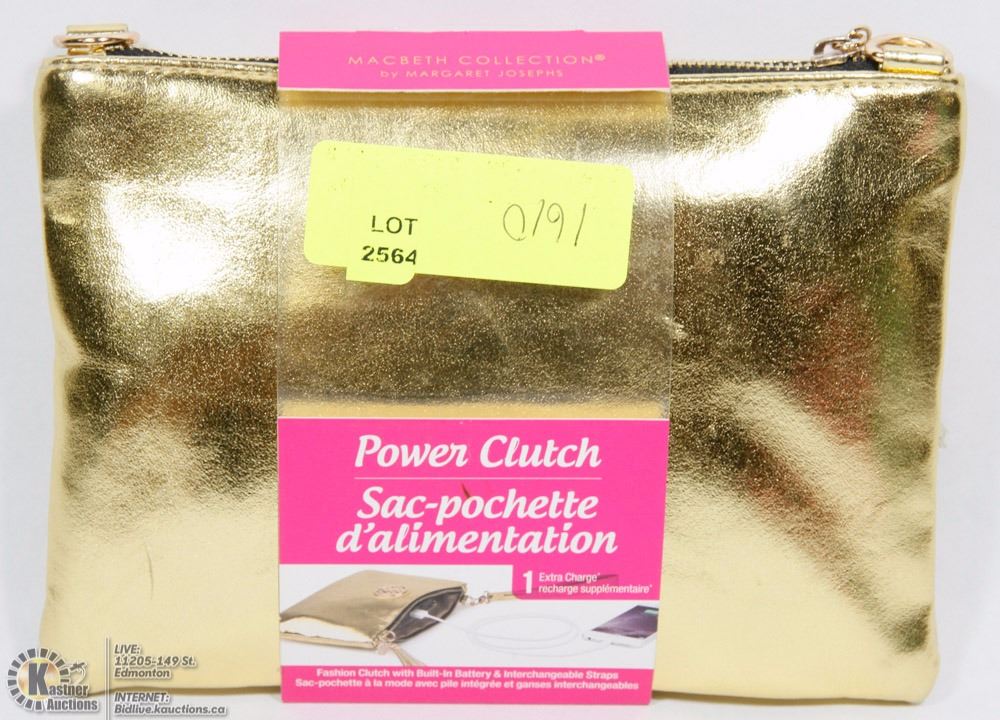 MACBETH COLLECTION®
by MARGARET JOSEPHS
LOT
2564
0191
Power Clutch
Sac-pochette
d'alimentation
1 Extra Charge*
recharge supplémentaire*
Fashion Clutch with Built-In Battery & Interchangeable Straps
Sac-pochette à la mode avec pile intégrée et ganses interchangeables
Kastner
Auctions
LIVE:
11205-149 St.
Edmonton
INTERNET:
Bidlive.kauctions.ca